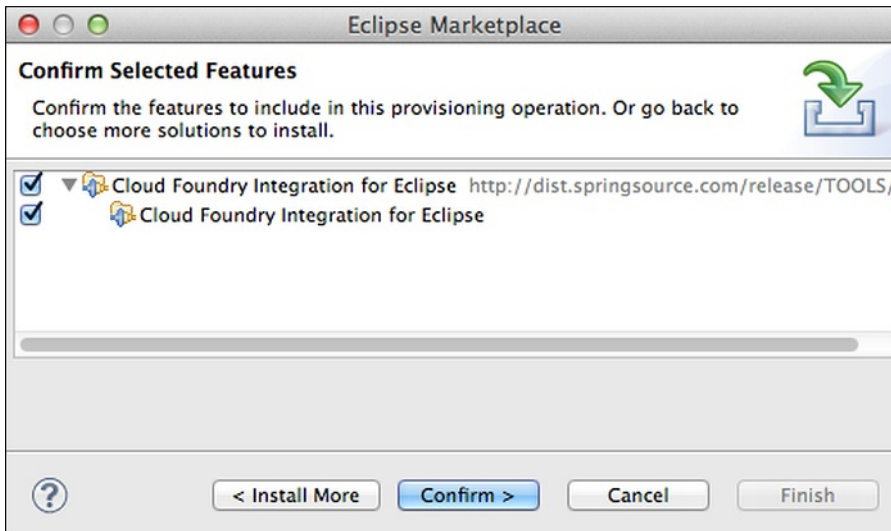 Eclipse Marketplace
Confirm Selected Features
Confirm the features to include in this provisioning operation. Or go back to
choose more solutions to install.
Cloud Foundry Integration for Eclipse http://dist.springsource.com/release/TOOLS/
Cloud Foundry Integration for Eclipse
? < Install More Confirm > Cancel Finish